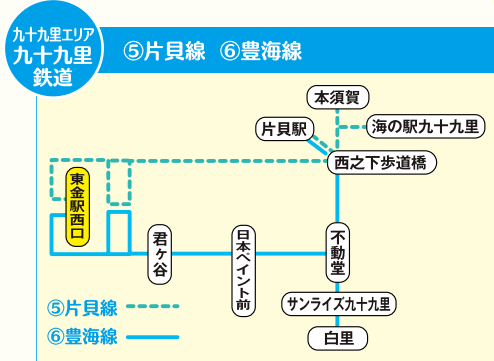 九十九里エリア
九十九里
鉄道
⑤片貝線 ⑥豊海線
本須賀
片貝駅
海の駅九十九里
西之下歩道橋
東金駅西口
君ヶ谷
日本ペイント前
不動堂
サンライズ九十九里
白里
⑤片貝線
⑥豊海線